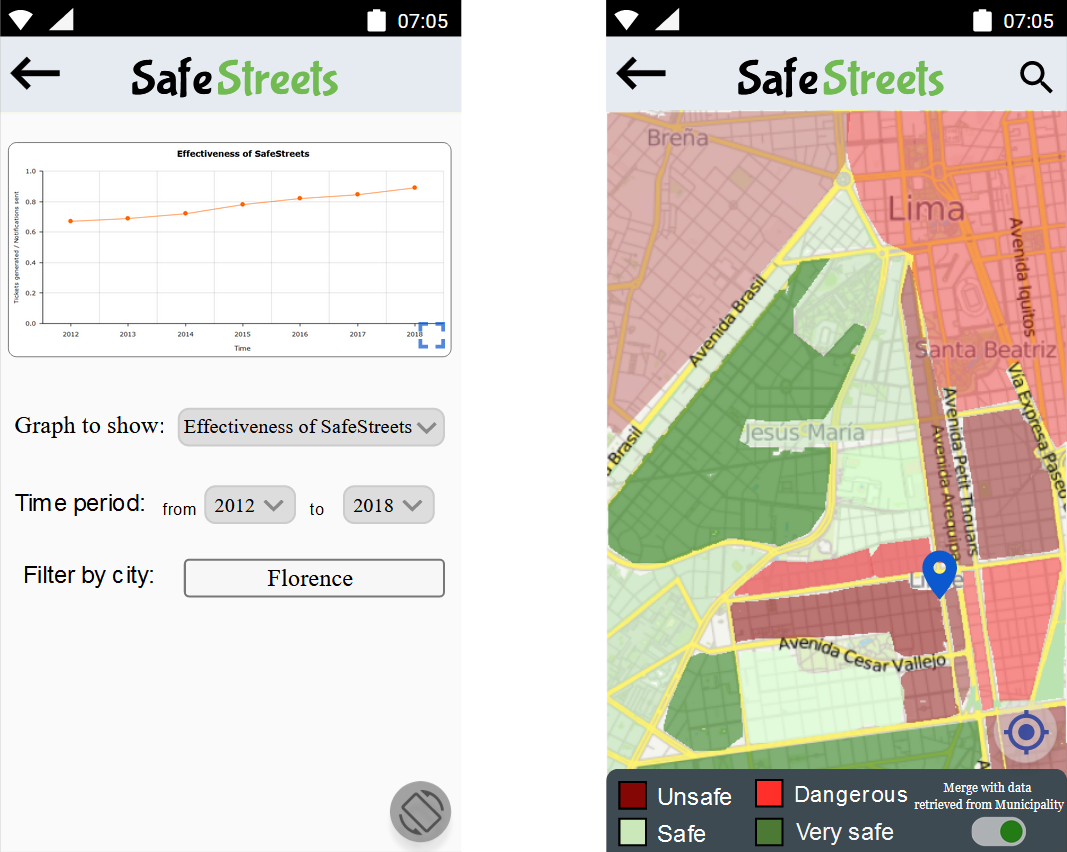 07:05
SafeStreets
Effectiveness of SafeStreets
Tickets generated / Notifications sent
1.0
0.8
0.6
0.4
0.2
0.0
2012
2013
2014
2015
2016
2017
2018
Time
Graph to show:
Effectiveness of SafeStreets
Time period:
from
2012
to
2018
Filter by city:
Florence
07:05
SafeStreets
Breña
Lima
Avenida Iquitos
Avenida Brasil
Santa Beatriz
Vía Expresa Paseo
Avenida Petit Thouars
Jesús María
Avenida Arequipa
Brasil
Avenida Cesar Vallejo
Unsafe
Dangerous
Safe
Very safe
Merge with data
retrieved from Municipality